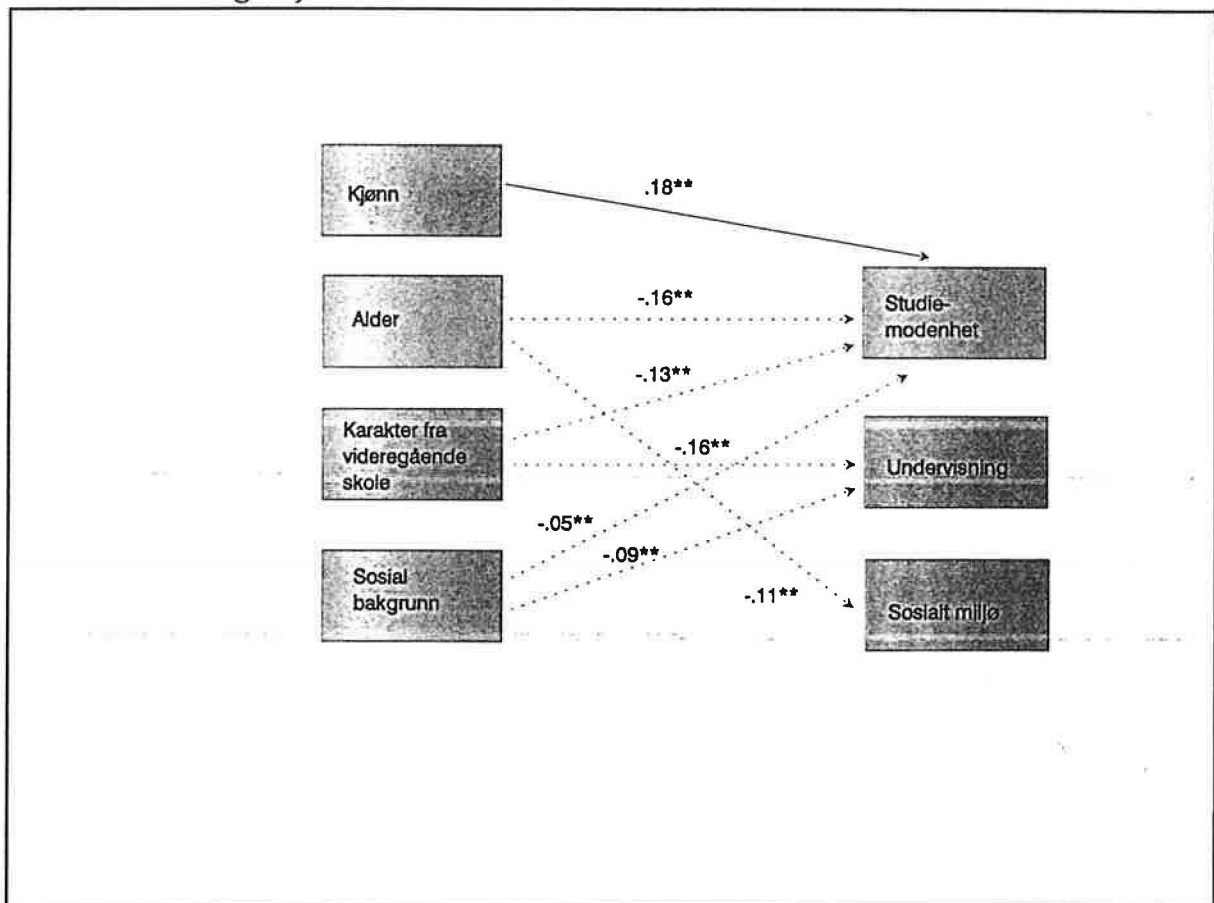 Kjønn
.18**
Alder
-.16**
Studie-
modenhet
-.13**
Karakter fra
videregående
skole
-.16**
Undervisning
-.05**
-.09**
Sosial
bakgrunn
-.11**
Sosialt miljø